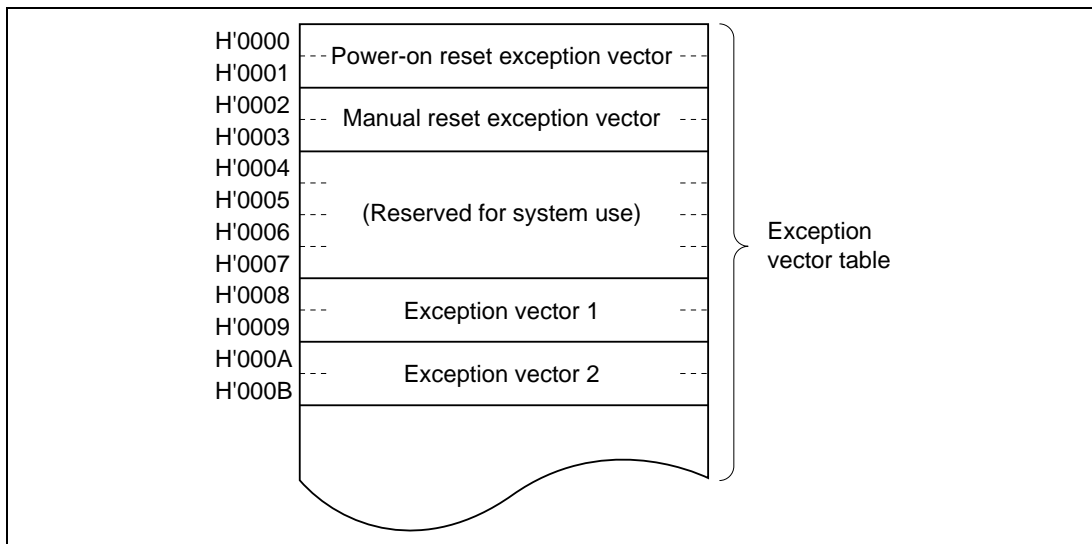 H'0000
Power-on reset exception vector
H'0001
H'0002
Manual reset exception vector
H'0003
H'0004
H'0005
(Reserved for system use)
H'0006
H'0007
Exception
vector table
H'0008
Exception vector 1
H'0009
H'000A
Exception vector 2
H'000B